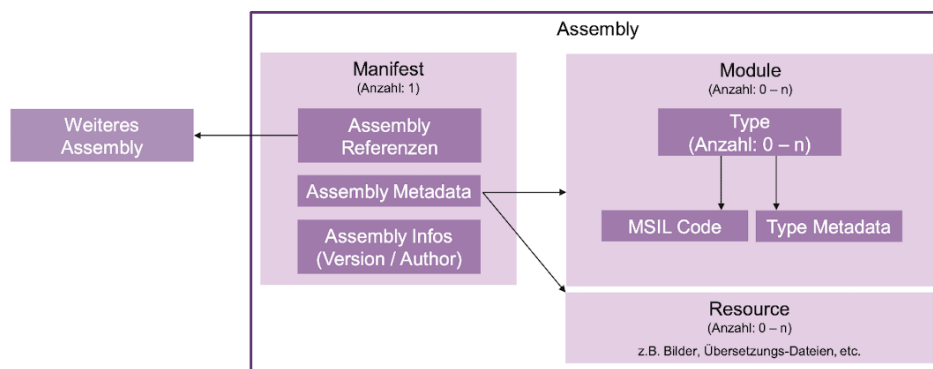 Assembly
Manifest
(Anzahl: 1)
Assembly
Referenzen
Assembly Metadata
Assembly Infos
(Version / Author)
Weiteres
Assembly
Module
(Anzahl: 0 – n)
Type
(Anzahl: 0 – n)
MSIL Code
Type Metadata
Resource
(Anzahl: 0 – n)
z.B. Bilder, Übersetzungs-Dateien, etc.